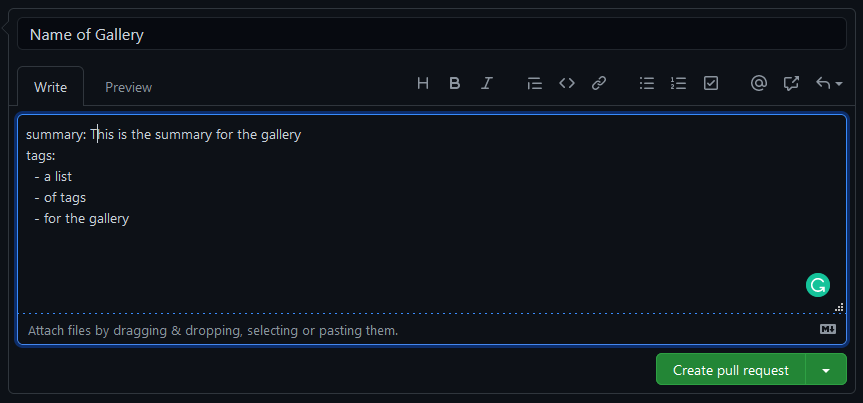 Name of Gallery
Write Preview
summary: This is the summary for the gallery
tags:
- a list
- of tags
- for the gallery
Attach files by dragging & dropping, selecting or pasting them.
Create pull request